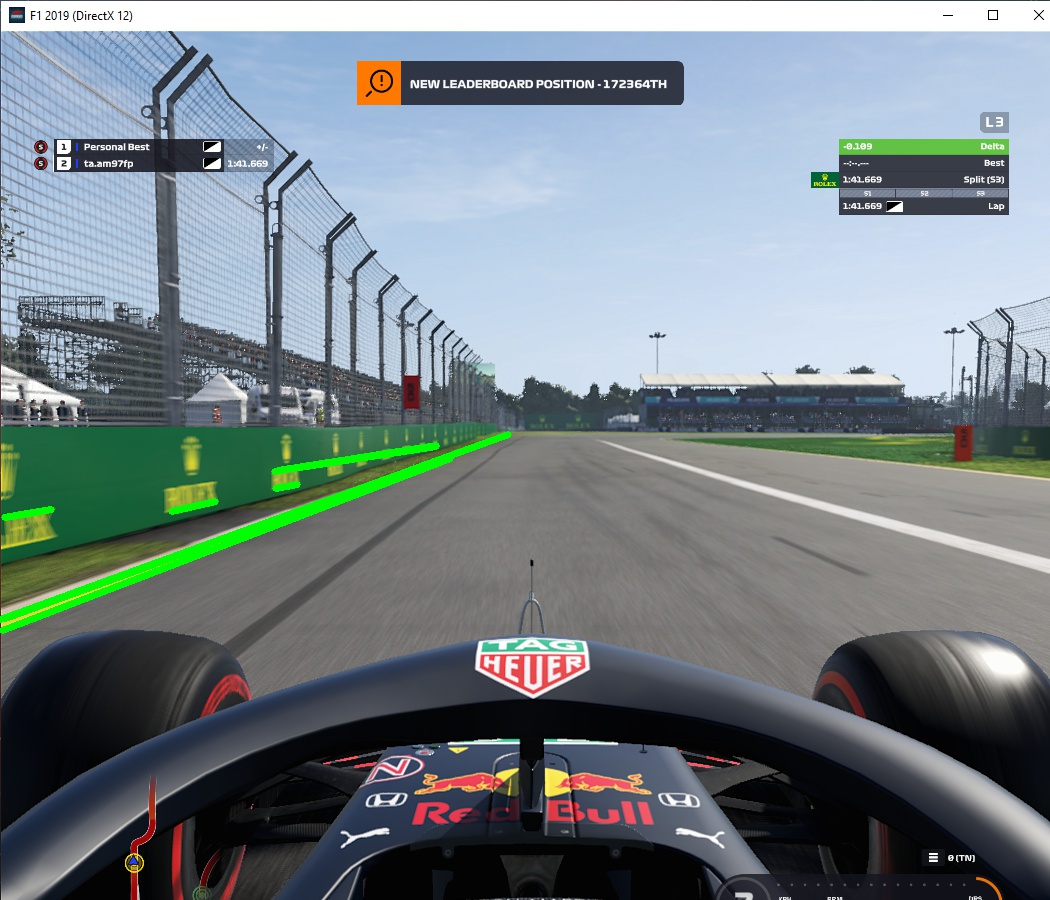 F1 2019 (DirectX 12)
NEW LEADERBOARD POSITION - 172364TH
L3
S 1 Personal Best +/-
S 2 ta.am97fp 1:41.669
-0.109 Delta
--:--.--- Best
ROLEX 1:41.669 Split (S3)
S1 S2 S3
1:41.669 Lap
TAG
HEUER
Red Bull
0 (TN)